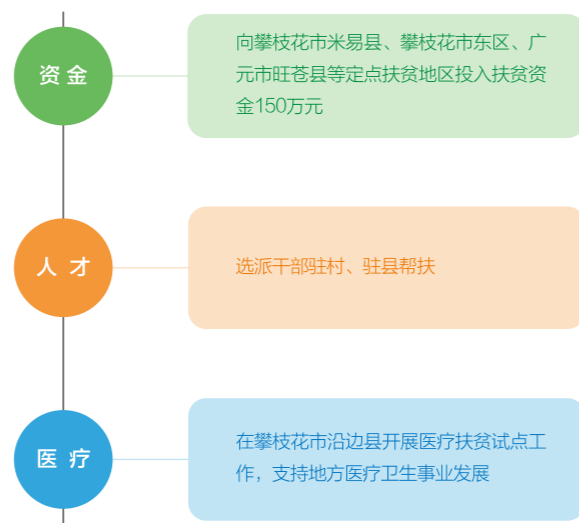 资金
向攀枝花市米易县、攀枝花市东区、广
元市旺苍县等定点扶贫地区投入扶贫资
金150万元
人才
选派干部驻村、驻县帮扶
医疗
在攀枝花市沿边县开展医疗扶贫试点工
作，支持地方医疗卫生事业发展